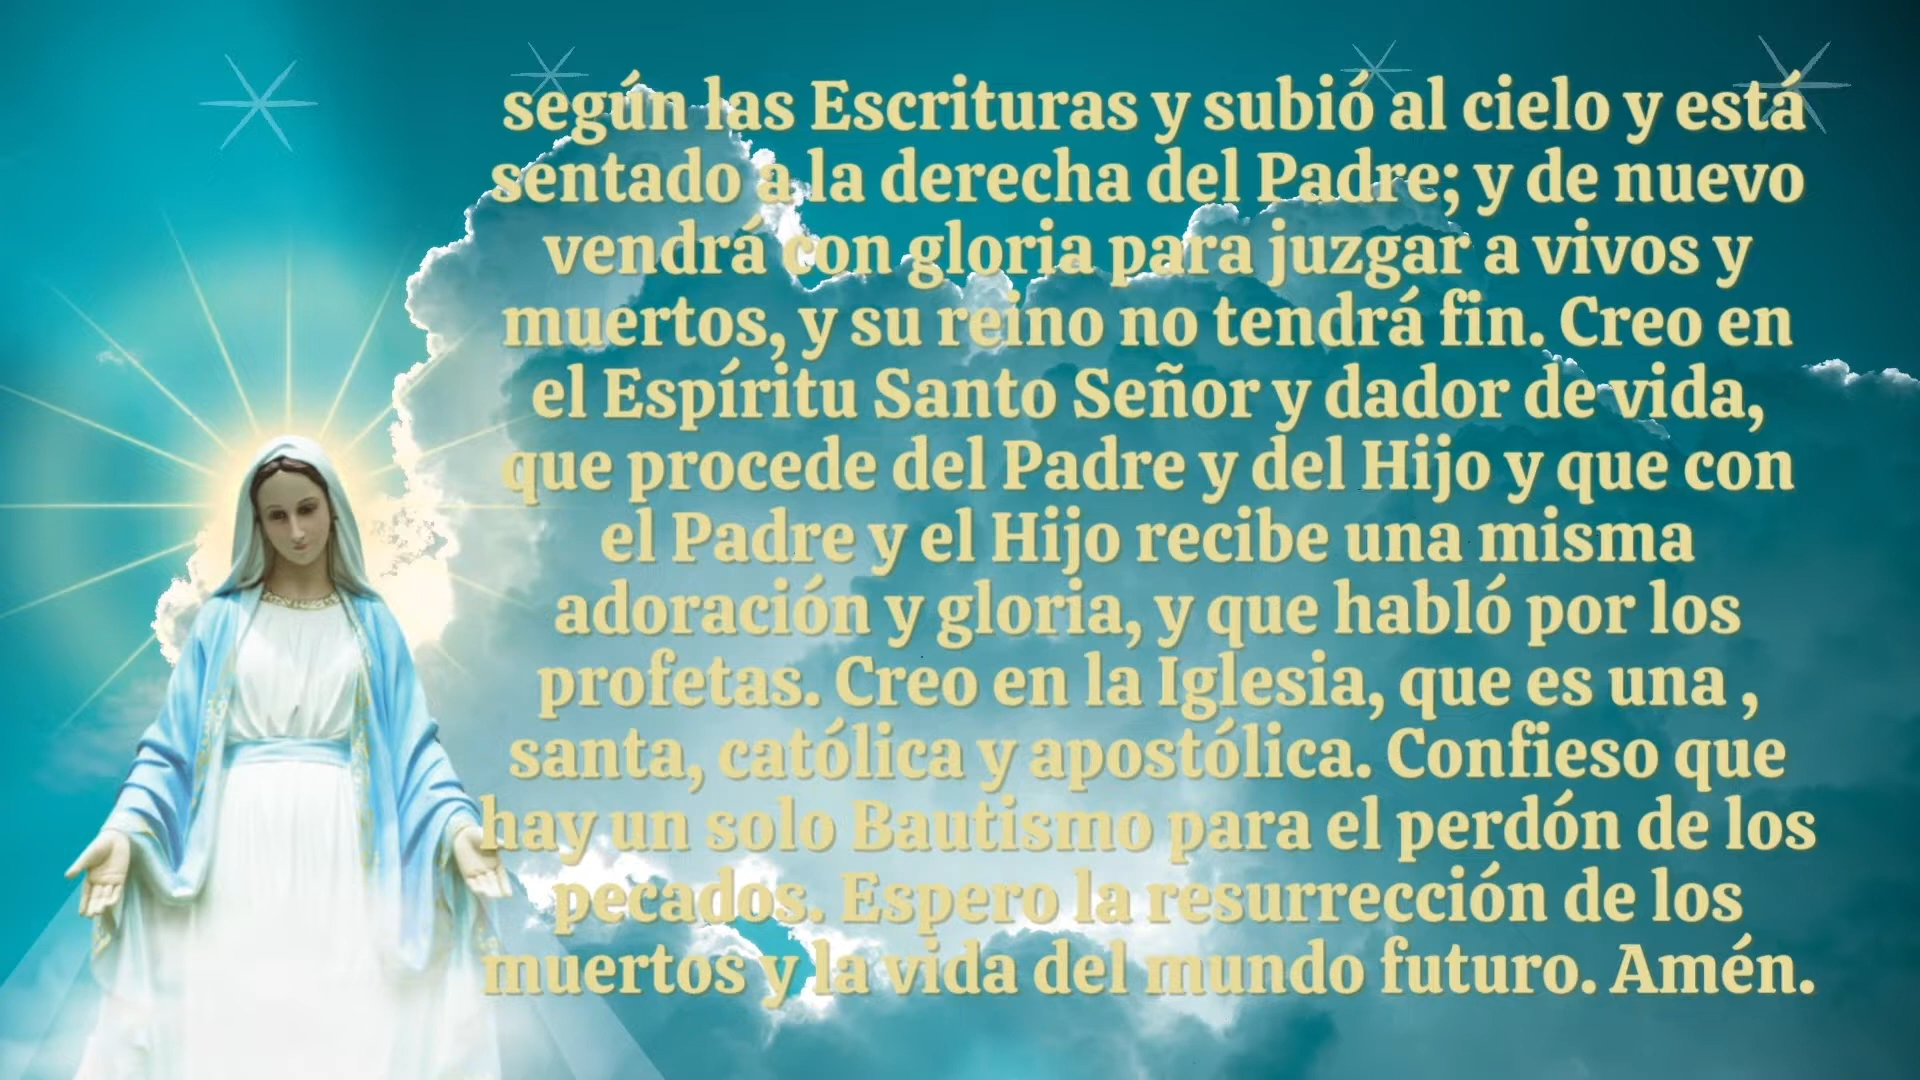 según las Escrituras y subió al cielo y está
sentado a la derecha del Padre; y de nuevo
vendrá con gloria para juzgar a vivos y
muertos, y su reino no tendrá fin. Creo en
el Espíritu Santo Señor y dador de vida,
que procede del Padre y del Hijo y que con
el Padre y el Hijo recibe una misma
adoración y gloria, y que habló por los
profetas. Creo en la Iglesia, que es una ,
santa, católica y apostólica. Confieso que
hay un solo Bautismo para el perdón de los
pecados. Espero la resurrección de los
muertos y la vida del mundo futuro. Amén.